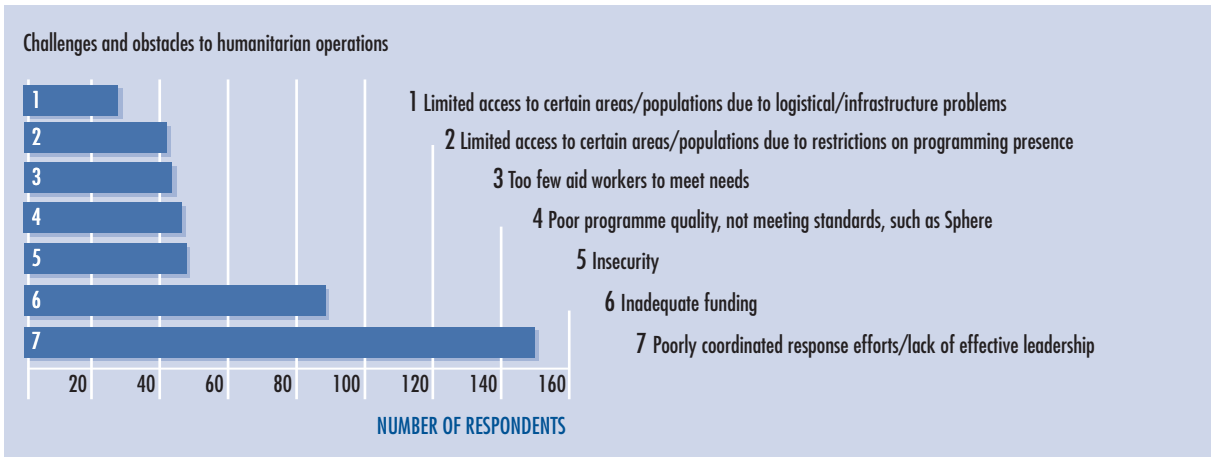 Challenges and obstacles to humanitarian operations
1
1 Limited access to certain areas/populations due to logistical/infrastructure problems
2
2 Limited access to certain areas/populations due to restrictions on programming presence
3
3 Too few aid workers to meet needs
4
4 Poor programme quality, not meeting standards, such as Sphere
5
5 Insecurity
6
6 Inadequate funding
7
7 Poorly coordinated response efforts/lack of effective leadership
20 40 60 80 100 120 140 160
NUMBER OF RESPONDENTS